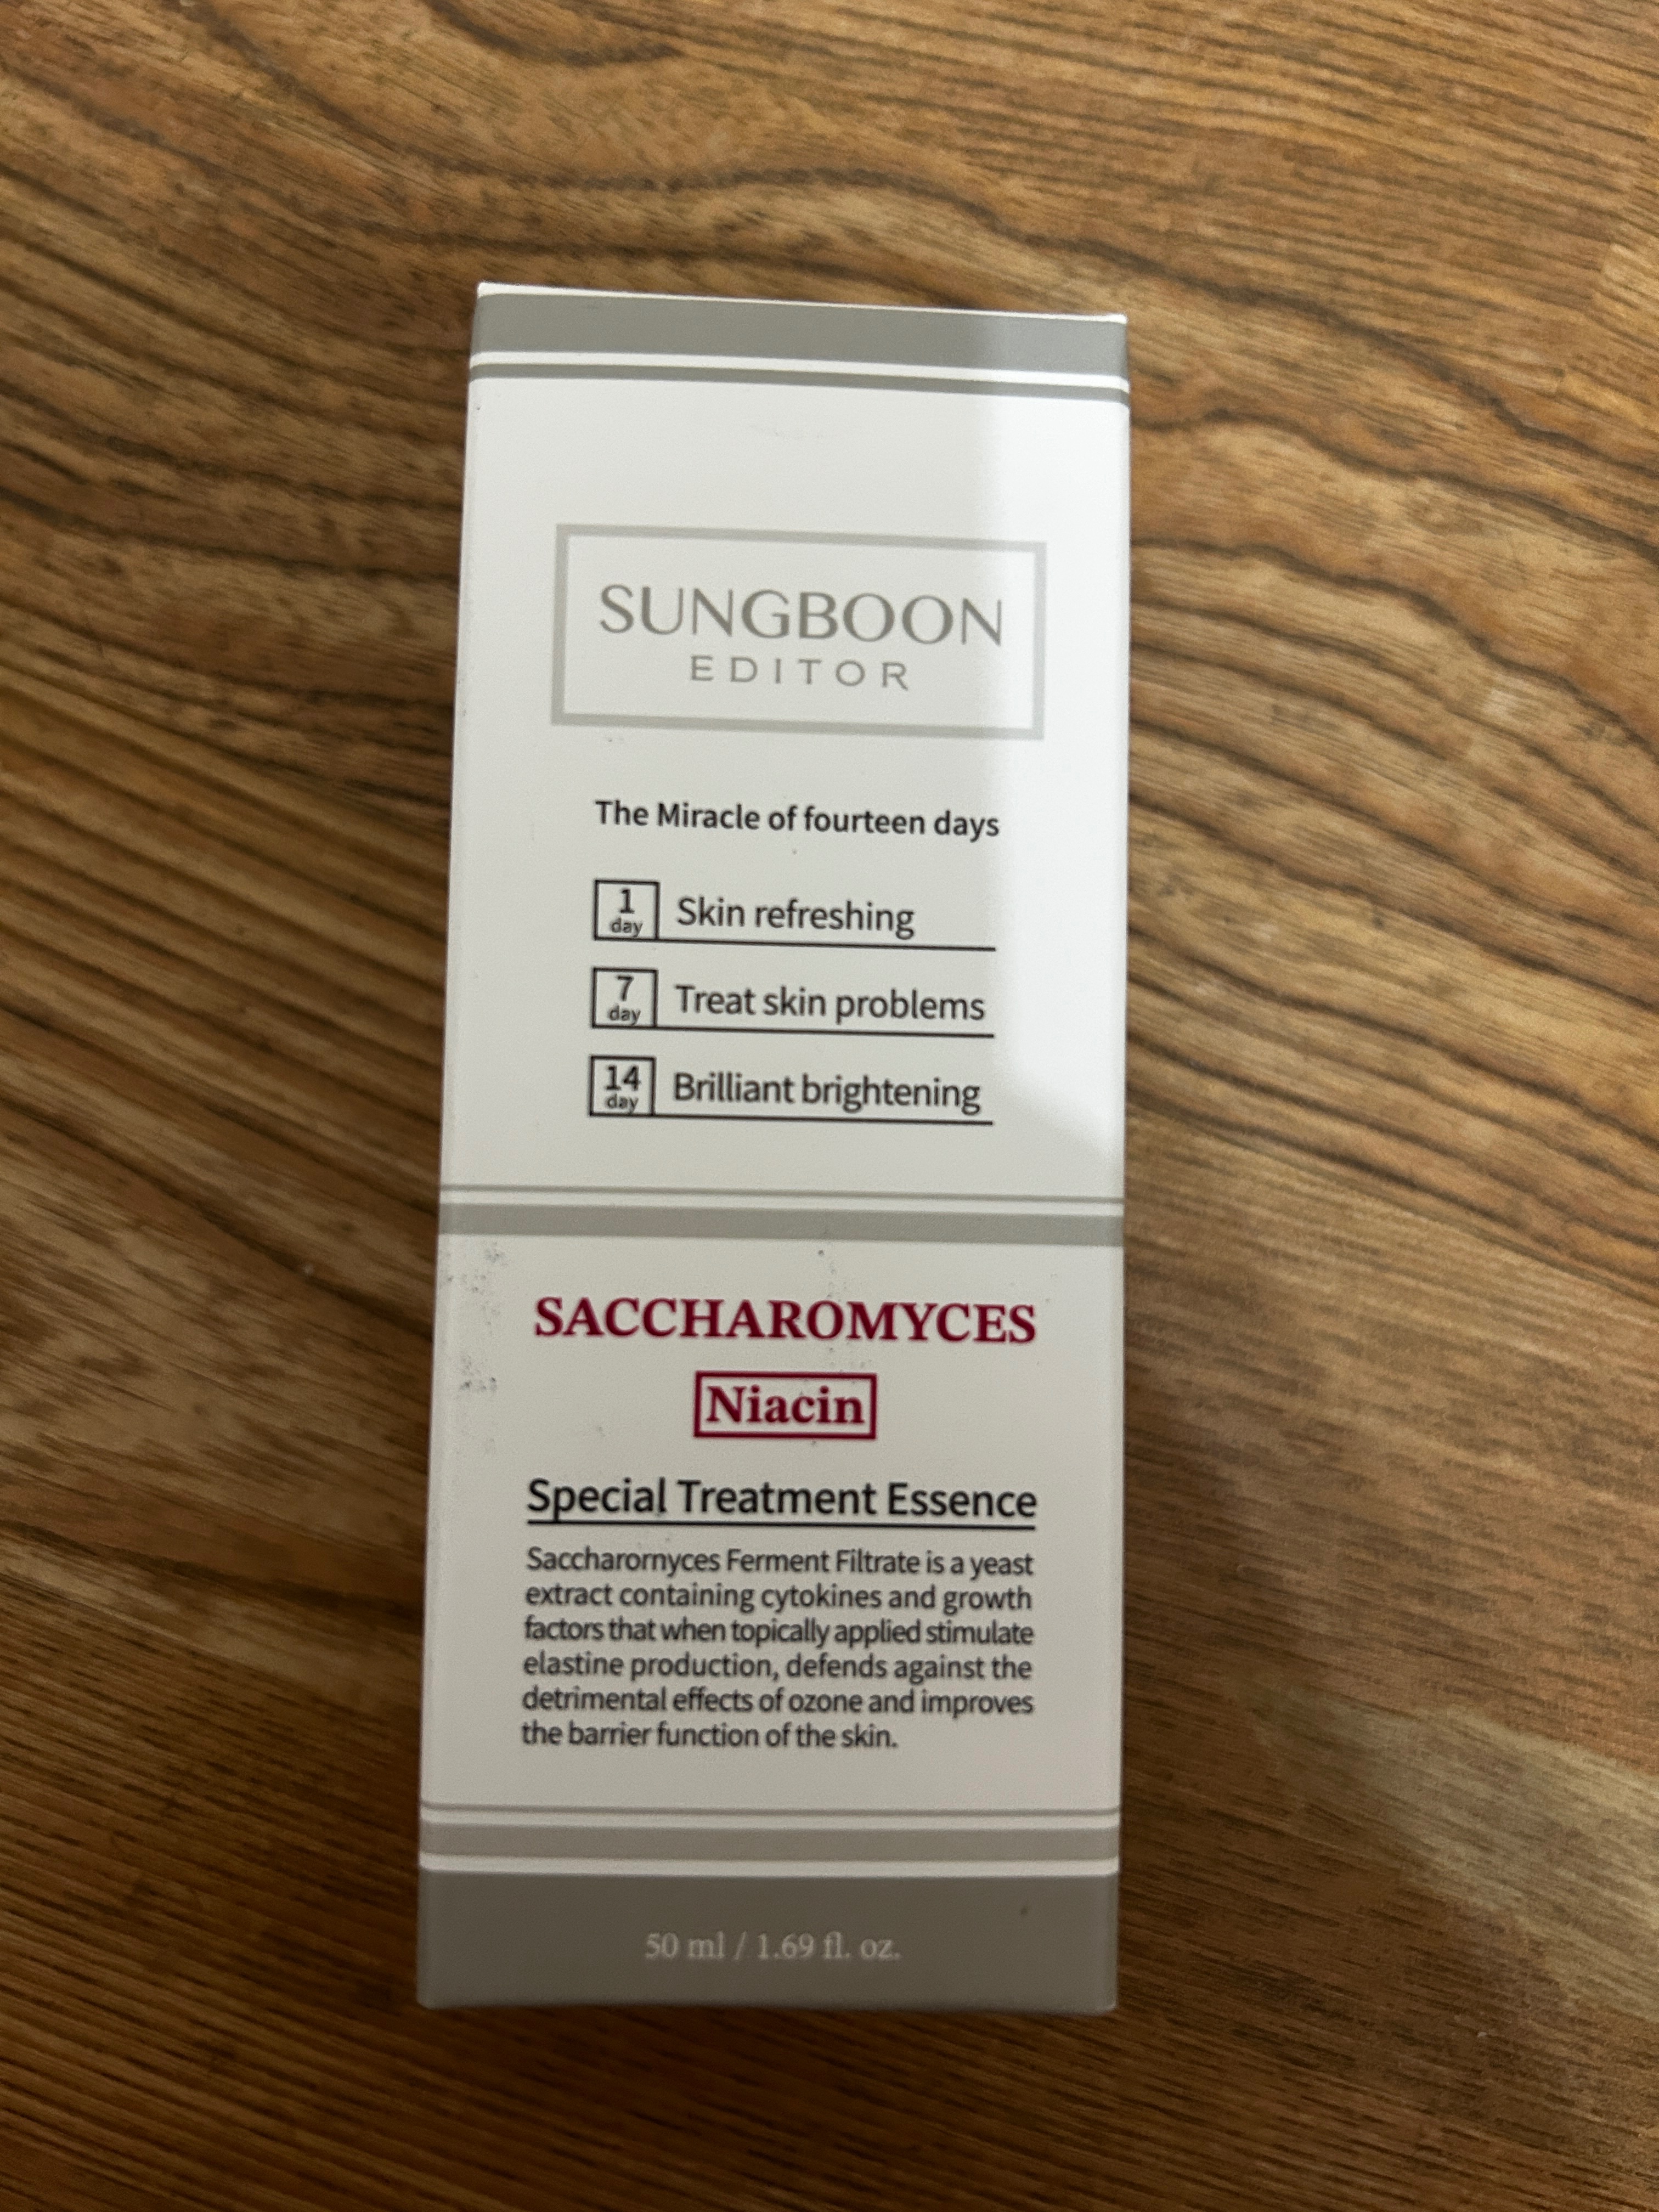 SUNGBOON
EDITOR
The Miracle of fourteen days
1
day
Skin refreshing
7
day
Treat skin problems
14
day
Brilliant brightening
SACCHAROMYCES
Niacin
Special Treatment Essence
Saccharornyces Ferment Filtrate is a yeast
extract containing cytokines and growth
factors that when topically applied stimulate
elastine production, defends against the
detrimental effects of ozone and improves
the barrier function of the skin.
50 ml / 1.69 fl. oz.